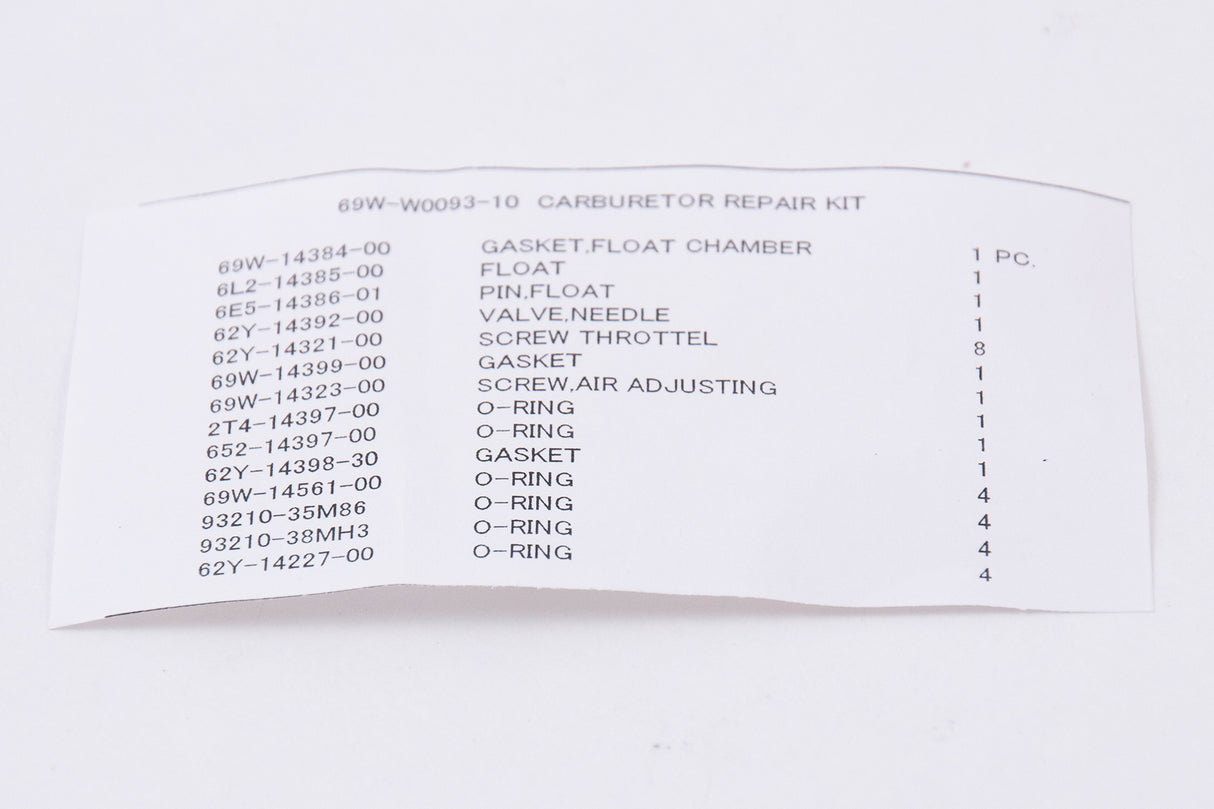 69W-W0093-10 CARBURETOR REPAIR KIT
69W-14384-00 GASKET,FLOAT CHAMBER 1 PC.
6L2-14385-00 FLOAT 1
6E5-14386-01 PIN,FLOAT 1
62Y-14392-00 VALVE,NEEDLE 1
62Y-14321-00 SCREW THROTTEL 8
69W-14399-00 GASKET 1
69W-14323-00 SCREW,AIR ADJUSTING 1
2T4-14397-00 O-RING 1
652-14397-00 O-RING 1
62Y-14398-30 GASKET 1
69W-14561-00 O-RING 4
93210-35M86 O-RING 4
93210-38MH3 O-RING 4
62Y-14227-00 O-RING 4